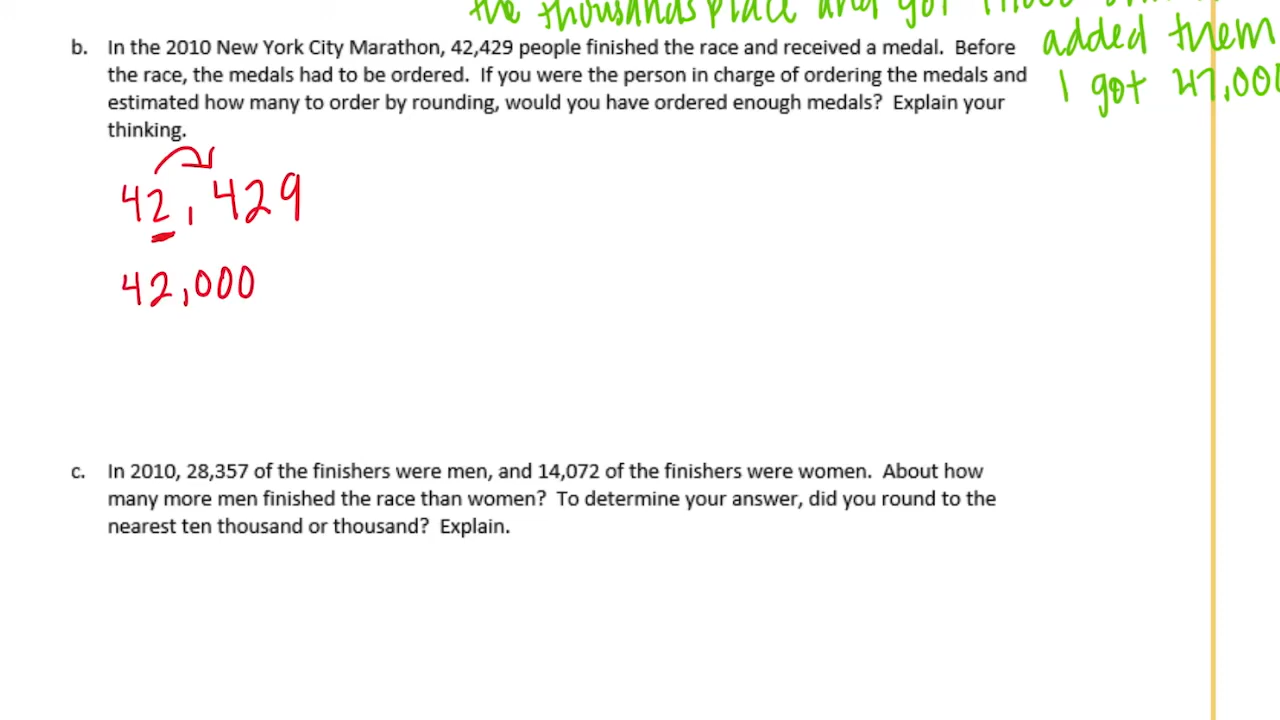 the thousands place and got
added them
I got 47,000
b. In the 2010 New York City Marathon, 42,429 people finished the race and received a medal. Before
the race, the medals had to be ordered. If you were the person in charge of ordering the medals and
estimated how many to order by rounding, would you have ordered enough medals? Explain your
thinking.
42,429
42,000
c. In 2010, 28,357 of the finishers were men, and 14,072 of the finishers were women. About how
many more men finished the race than women? To determine your answer, did you round to the
nearest ten thousand or thousand? Explain.